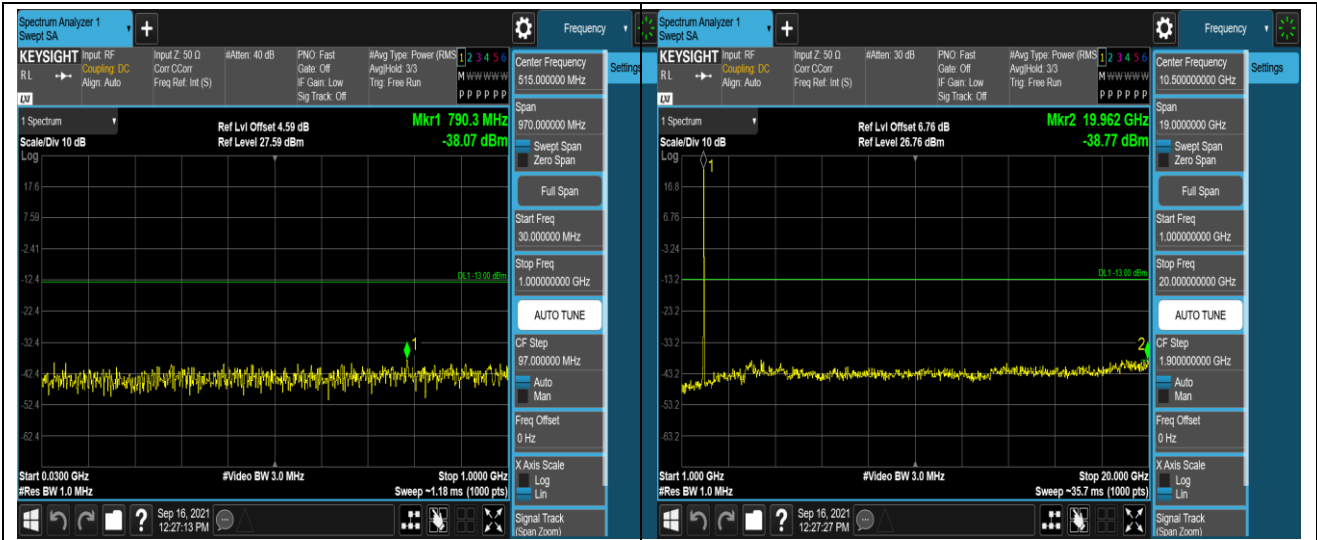 Spectrum Analyzer 1
Swept SA
+
Frequency
KEYSIGHT
RL
LXI
Input: RF
Coupling: DC
Align: Auto
Input Z: 50 Ω
Corr CCorr
Freq Ref: Int (S)
#Atten: 40 dB
PNO: Fast
Gate: Off
IF Gain: Low
Sig Track: Off
#Avg Type: Power (RMS
Avg|Hold: 3/3
Trig: Free Run
1 2 3 4 5 6
M W W W W W
P P P P P P
1 Spectrum
Scale/Div 10 dB
Log
Ref Lvl Offset 4.59 dB
Ref Level 27.59 dBm
Mkr1 790.3 MHz
-38.07 dBm
17.6
7.59
-2.41
-12.4
-22.4
-32.4
-42.4
-52.4
-62.4
DL1 -13.00 dBm
1
Start 0.0300 GHz
#Res BW 1.0 MHz
#Video BW 3.0 MHz
Stop 1.0000 GHz
Sweep ~1.18 ms (1000 pts)
Sep 16, 2021
12:27:13 PM
?
Center Frequency
515.000000 MHz
Settings
Span
970.000000 MHz
Swept Span
Zero Span
Full Span
Start Freq
30.000000 MHz
Stop Freq
1.000000000 GHz
AUTO TUNE
CF Step
97.000000 MHz
Auto
Man
Freq Offset
0 Hz
X Axis Scale
Log
Lin
Signal Track
(Span Zoom)
Spectrum Analyzer 1
Swept SA
+
Frequency
KEYSIGHT
RL
LXI
Input: RF
Coupling: DC
Align: Auto
Input Z: 50 Ω
Corr CCorr
Freq Ref: Int (S)
#Atten: 30 dB
PNO: Fast
Gate: Off
IF Gain: Low
Sig Track: Off
#Avg Type: Power (RMS
Avg|Hold: 3/3
Trig: Free Run
1 2 3 4 5 6
M W W W W W
P P P P P P
1 Spectrum
Scale/Div 10 dB
Log
Ref Lvl Offset 6.76 dB
Ref Level 26.76 dBm
Mkr2 19.962 GHz
-38.77 dBm
1
16.8
6.76
-3.24
-13.2
-23.2
-33.2
-43.2
-53.2
-63.2
DL1 -13.00 dBm
2
Start 1.000 GHz
#Res BW 1.0 MHz
#Video BW 3.0 MHz
Stop 20.000 GHz
Sweep ~35.7 ms (1000 pts)
Sep 16, 2021
12:27:27 PM
?
Center Frequency
10.500000000 GHz
Settings
Span
19.0000000 GHz
Swept Span
Zero Span
Full Span
Start Freq
1.000000000 GHz
Stop Freq
20.000000000 GHz
AUTO TUNE
CF Step
1.900000000 GHz
Auto
Man
Freq Offset
0 Hz
X Axis Scale
Log
Lin
Signal Track
(Span Zoom)